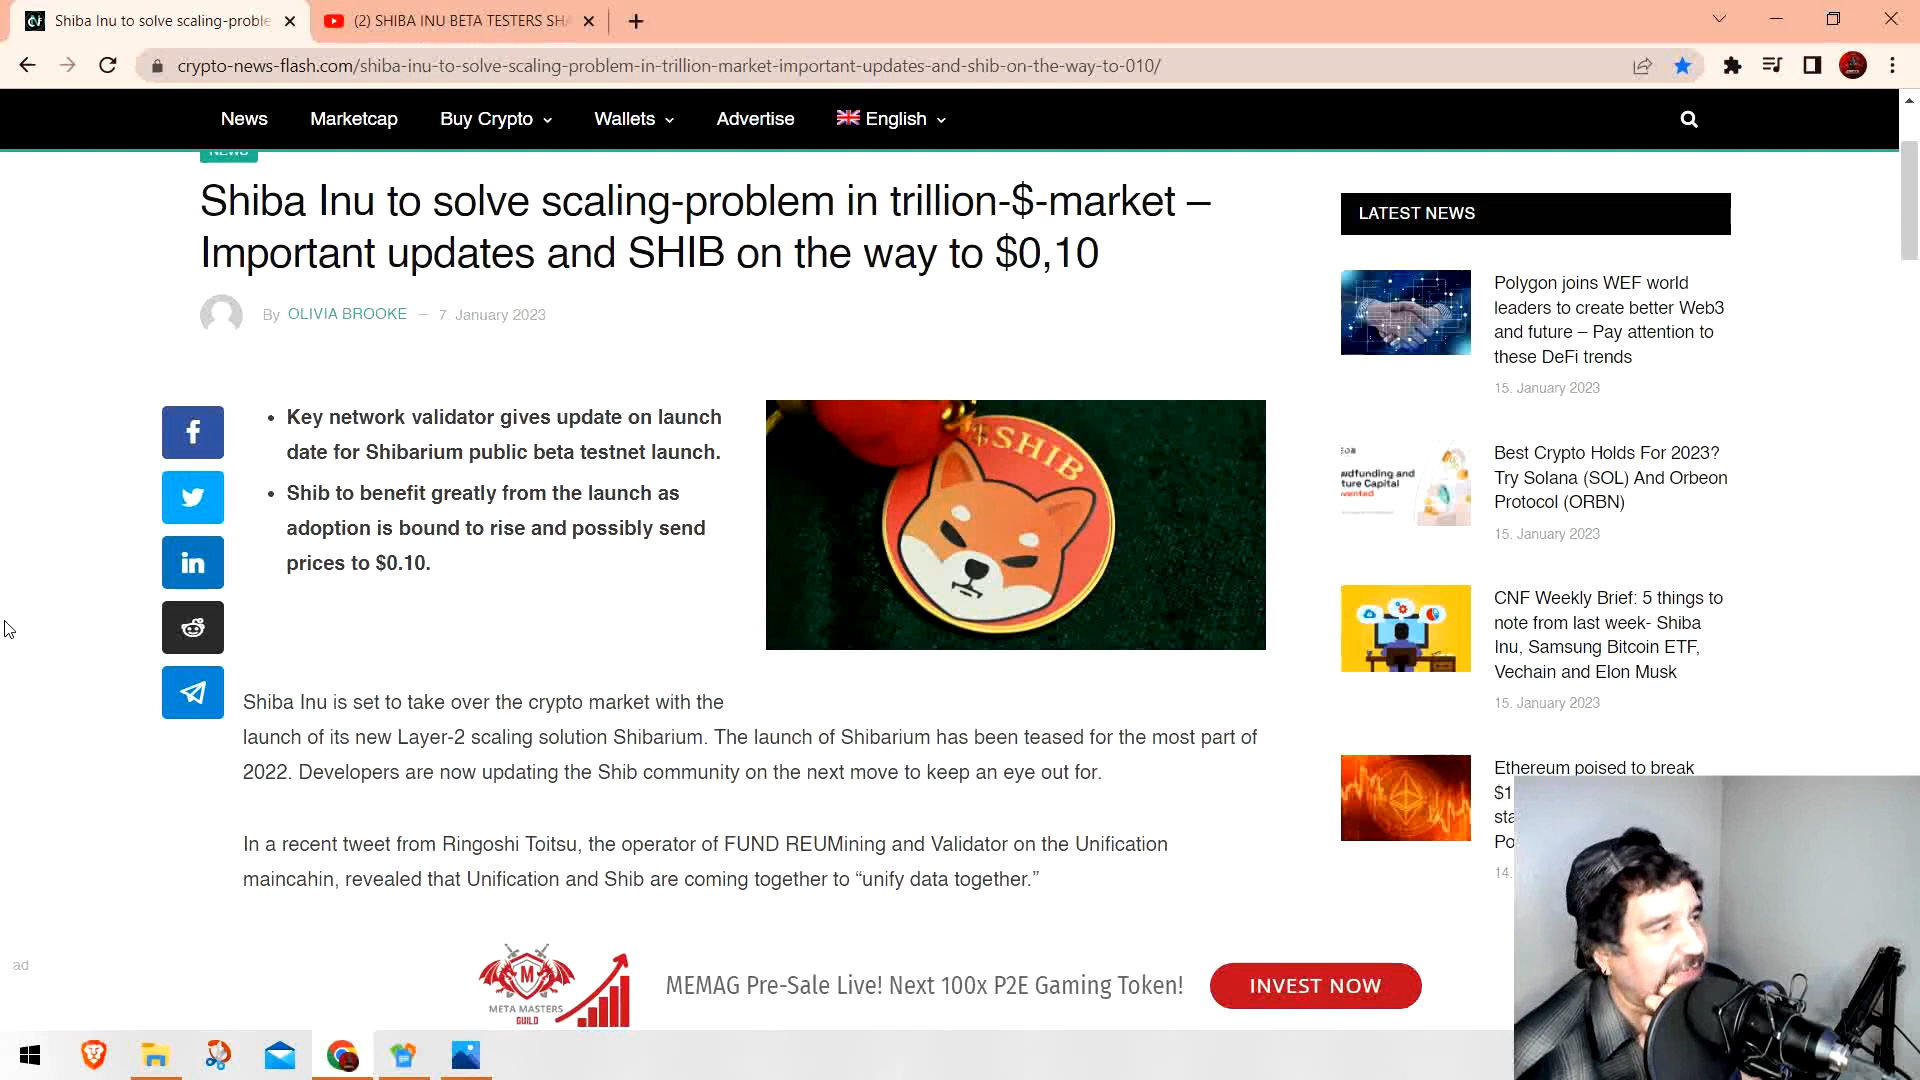 Shiba Inu to solve scaling-proble
(2) SHIBA INU BETA TESTERS SH
crypto-news-flash.com/shiba-inu-to-solve-scaling-problem-in-trillion-market-important-updates-and-shib-on-the-way-to-010/
News Marketcap Buy Crypto Wallets Advertise English
NEWS
Shiba Inu to solve scaling-problem in trillion-$-market –
Important updates and SHIB on the way to $0,10
By OLIVIA BROOKE — 7 January 2023
Key network validator gives update on launch
date for Shibarium public beta testnet launch.
Shib to benefit greatly from the launch as
adoption is bound to rise and possibly send
prices to $0.10.
$SHIB
Shiba Inu is set to take over the crypto market with the
launch of its new Layer-2 scaling solution Shibarium. The launch of Shibarium has been teased for the most part of
2022. Developers are now updating the Shib community on the next move to keep an eye out for.
In a recent tweet from Ringoshi Toitsu, the operator of FUND REUMining and Validator on the Unification
maincahin, revealed that Unification and Shib are coming together to “unify data together.”
LATEST NEWS
Polygon joins WEF world
leaders to create better Web3
and future – Pay attention to
these DeFi trends
15. January 2023
wdfunding and
ture Capital
vented
Best Crypto Holds For 2023?
Try Solana (SOL) And Orbeon
Protocol (ORBN)
15. January 2023
CNF Weekly Brief: 5 things to
note from last week- Shiba
Inu, Samsung Bitcoin ETF,
Vechain and Elon Musk
15. January 2023
Ethereum poised to break
$1
sta
Po
14.
ad
M
META MASTERS
GUILD
MEMAG Pre-Sale Live! Next 100x P2E Gaming Token!
INVEST NOW